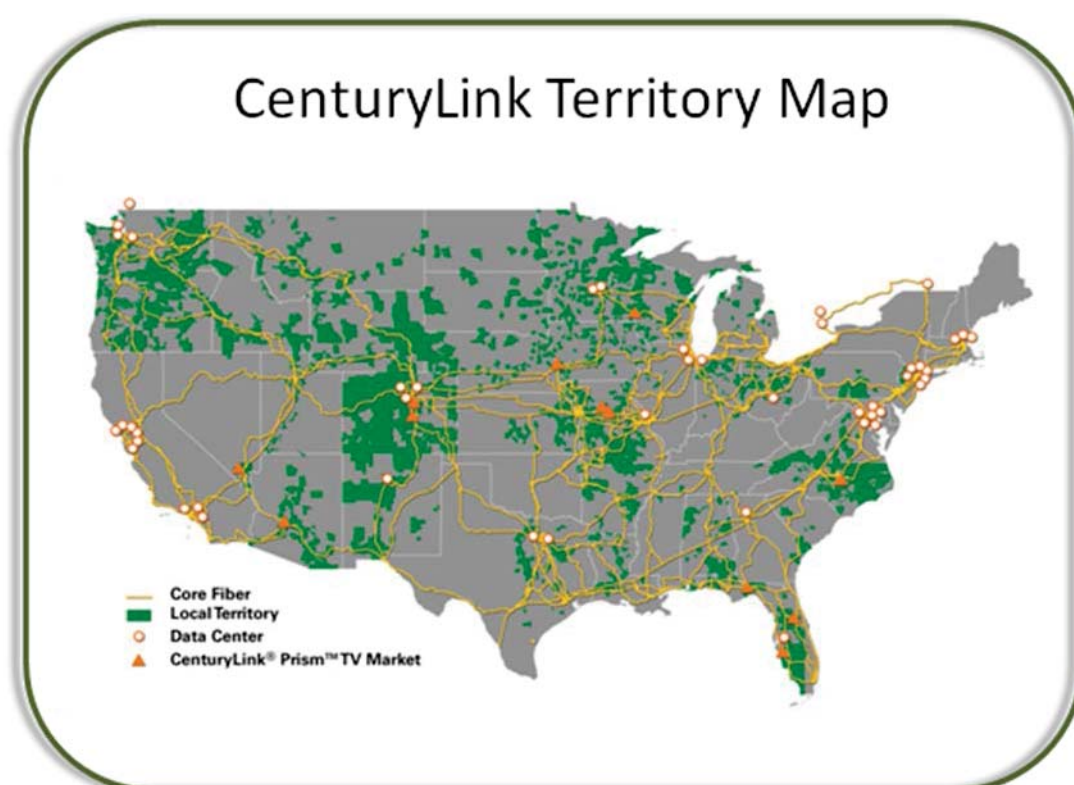 CenturyLink Territory Map
Core Fiber
Local Territory
Data Center
CenturyLink® Prism™ TV Market